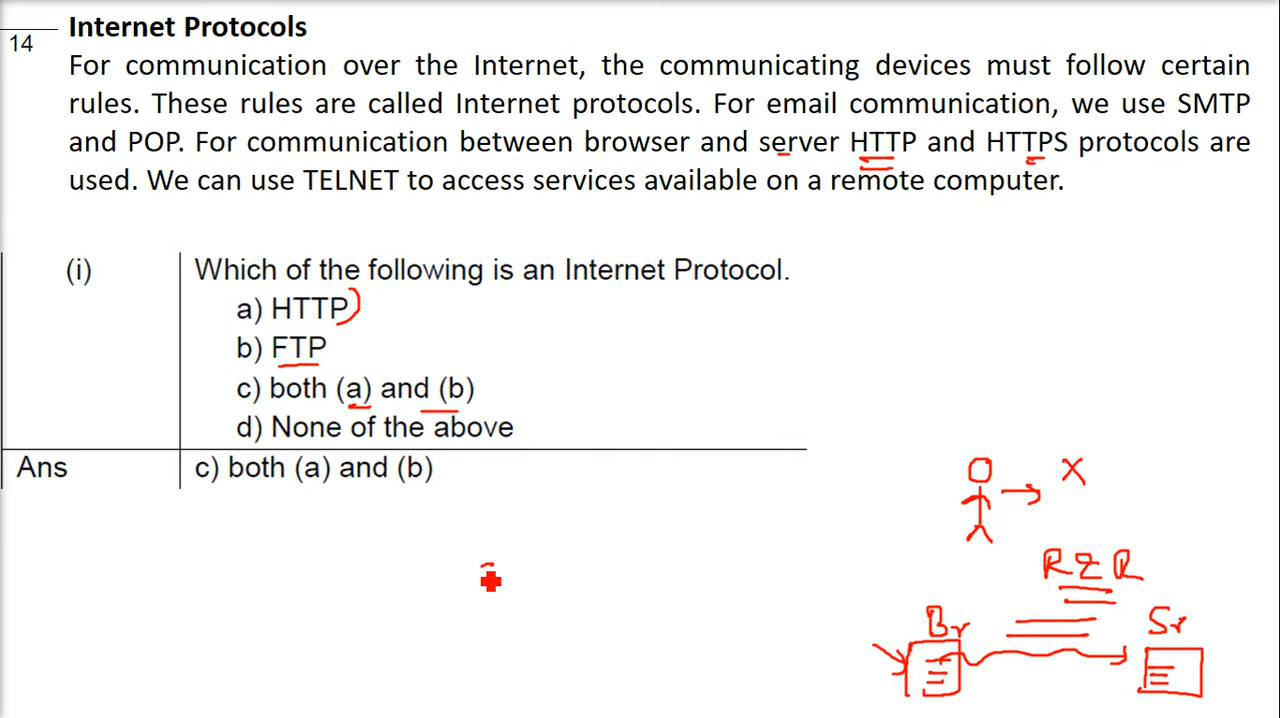 Internet Protocols
14
For communication over the Internet, the communicating devices must follow certain
rules. These rules are called Internet protocols. For email communication, we use SMTP
and POP. For communication between browser and server HTTP and HTTPS protocols are
used. We can use TELNET to access services available on a remote computer.
(i) Which of the following is an Internet Protocol.
a) HTTP
b) FTP
c) both (a) and (b)
d) None of the above
Ans c) both (a) and (b)
X
Br Sr